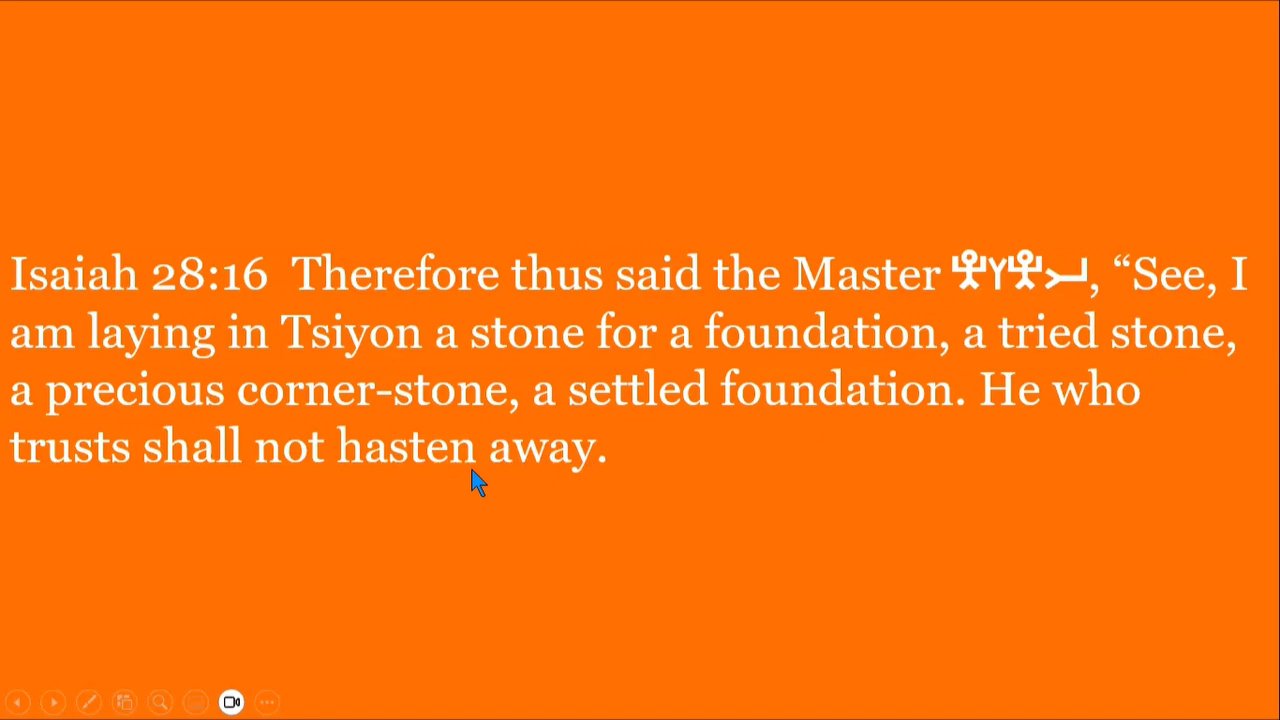 Isaiah 28:16  Therefore thus said the Master 𐤉𐤄𐤅𐤄, “See, I
am laying in Tsiyon a stone for a foundation, a tried stone,
a precious corner-stone, a settled foundation. He who
trusts shall not hasten away.